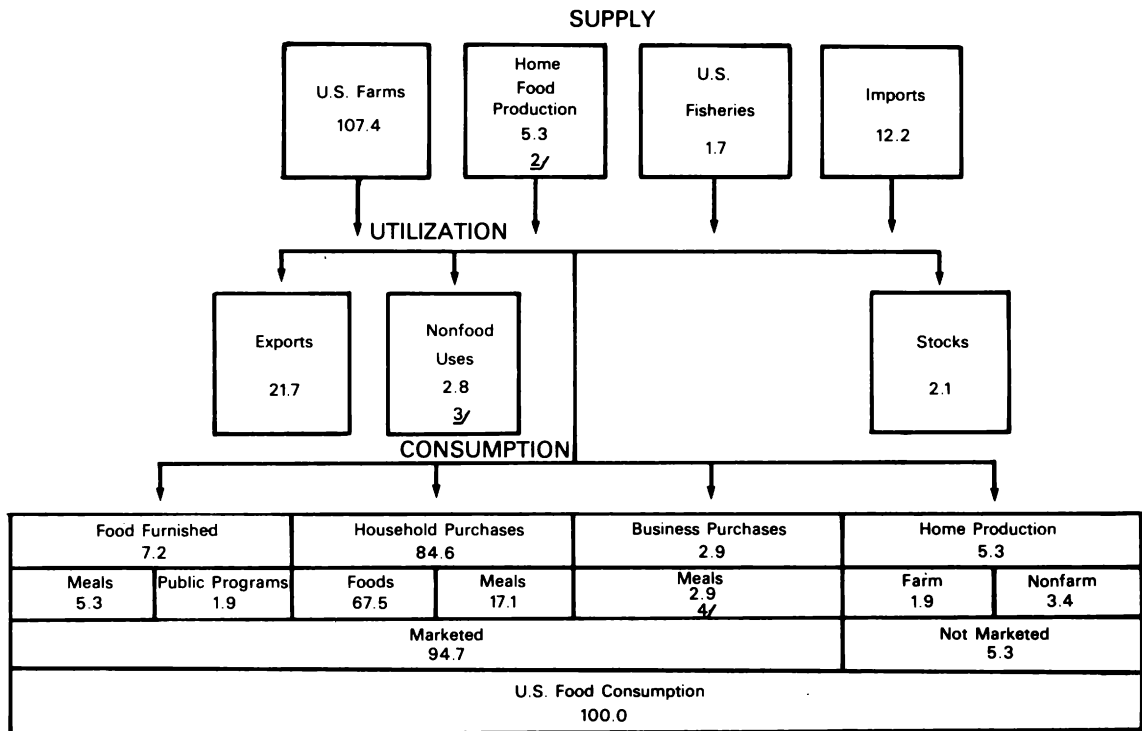 SUPPLY
U.S. Farms
107.4
Home
Food
Production
5.3
2/
U.S.
Fisheries
1.7
Imports
12.2
UTILIZATION
Exports
21.7
Nonfood
Uses
2.8
3/
Stocks
2.1
CONSUMPTION
Food Furnished
7.2
Household Purchases
84.6
Business Purchases
2.9
Home Production
5.3
Meals
5.3
Public Programs
1.9
Foods
67.5
Meals
17.1
Meals
2.9
4/
Farm
1.9
Nonfarm
3.4
Marketed
94.7
Not Marketed
5.3
U.S. Food Consumption
100.0